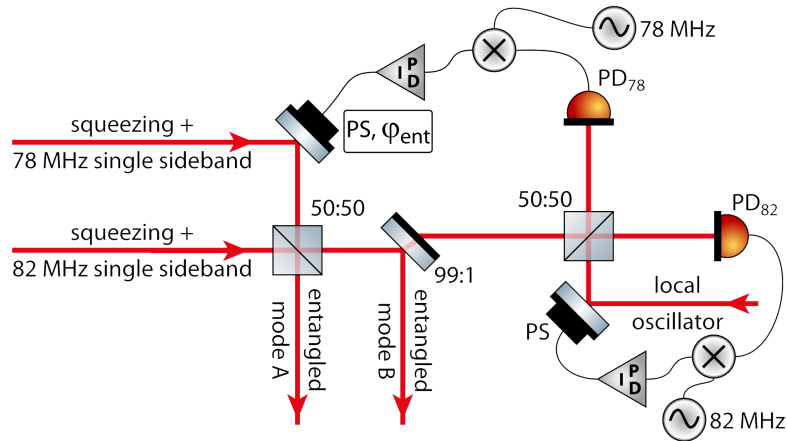 squeezing +
78 MHz single sideband
squeezing +
82 MHz single sideband
PS, φent
I P D
78 MHz
PD78
50:50
50:50
99:1
PD82
entangled
mode A
entangled
mode B
local
oscillator
PS
I P D
82 MHz